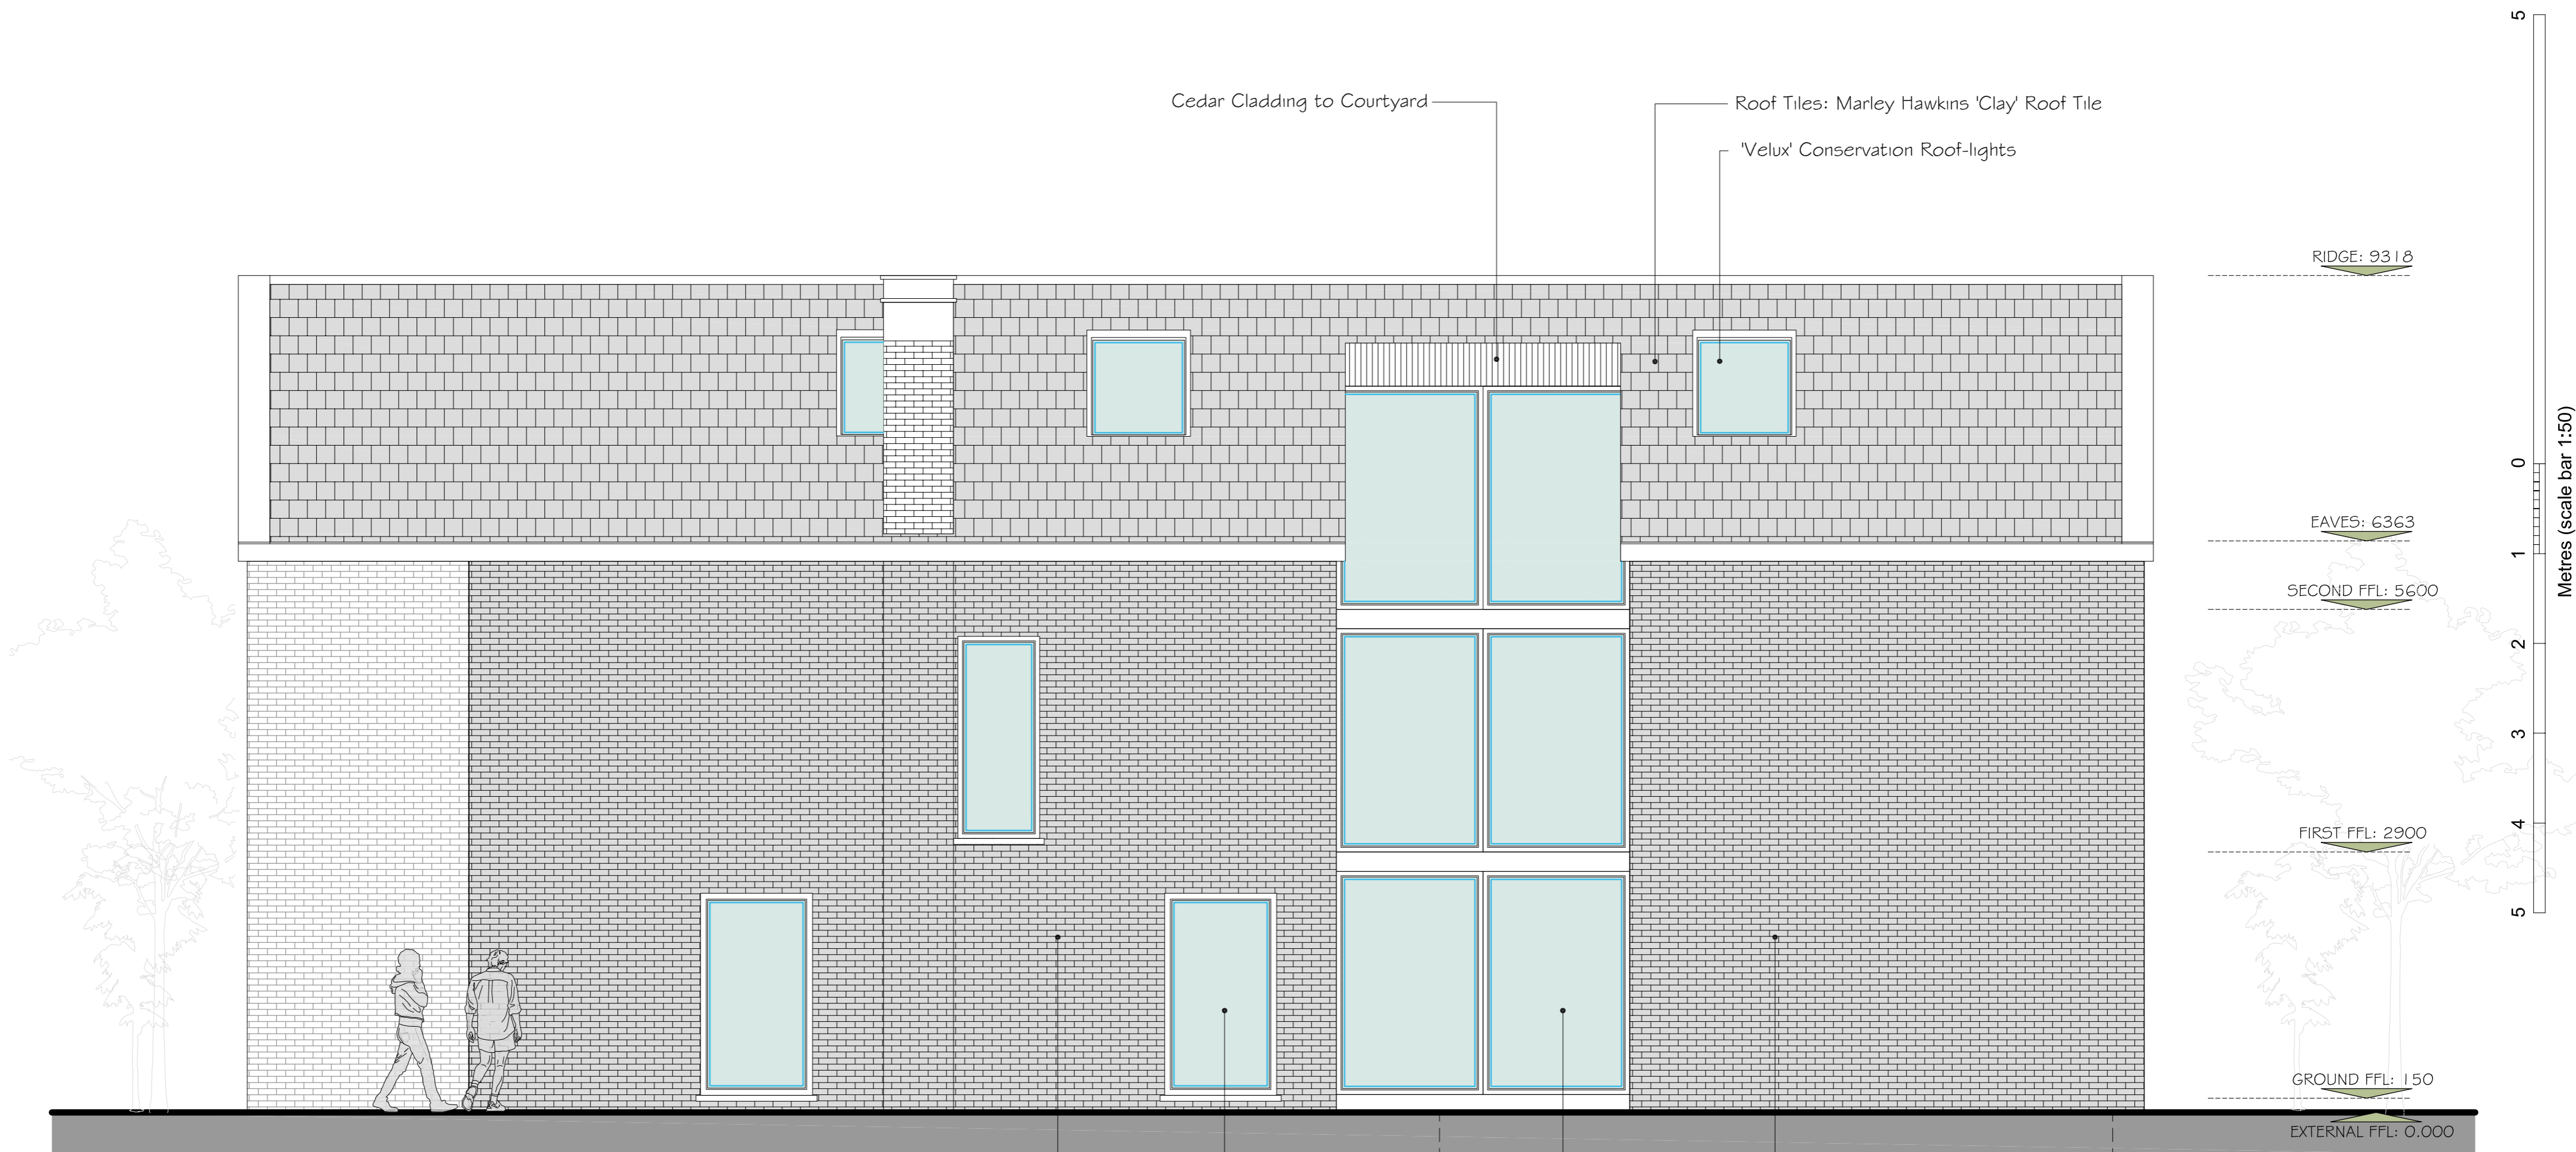 Cedar Cladding to Courtyard
Roof Tiles: Marley Hawkins 'Clay' Roof Tile
'Velux' Conservation Roof-lights
RIDGE: 9318
EAVES: 6363
SECOND FFL: 5600
FIRST FFL: 2900
GROUND FFL: 150
EXTERNAL FFL: 0.000
5
0
1
2
3
4
5
Metres (scale bar 1:50)